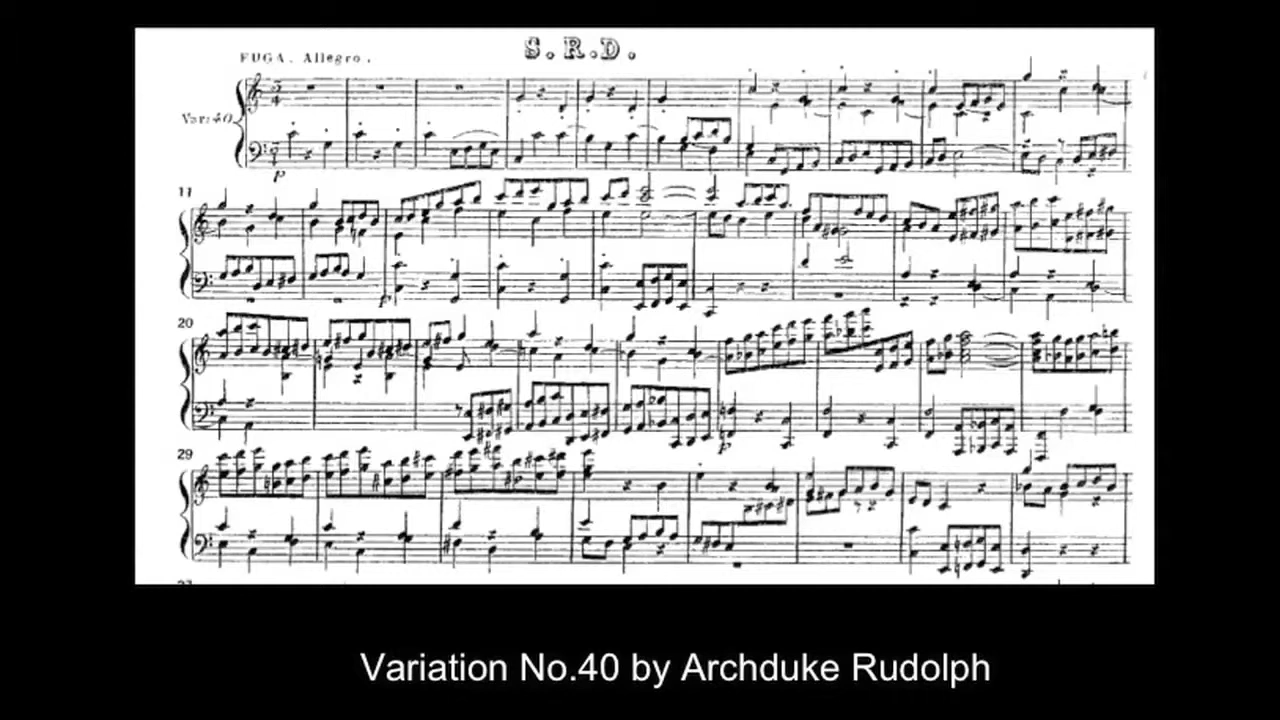 S.R.D.
FUGA. Allegro.
Var: 40.
p
11
p
20
p
29
Variation No.40 by Archduke Rudolph